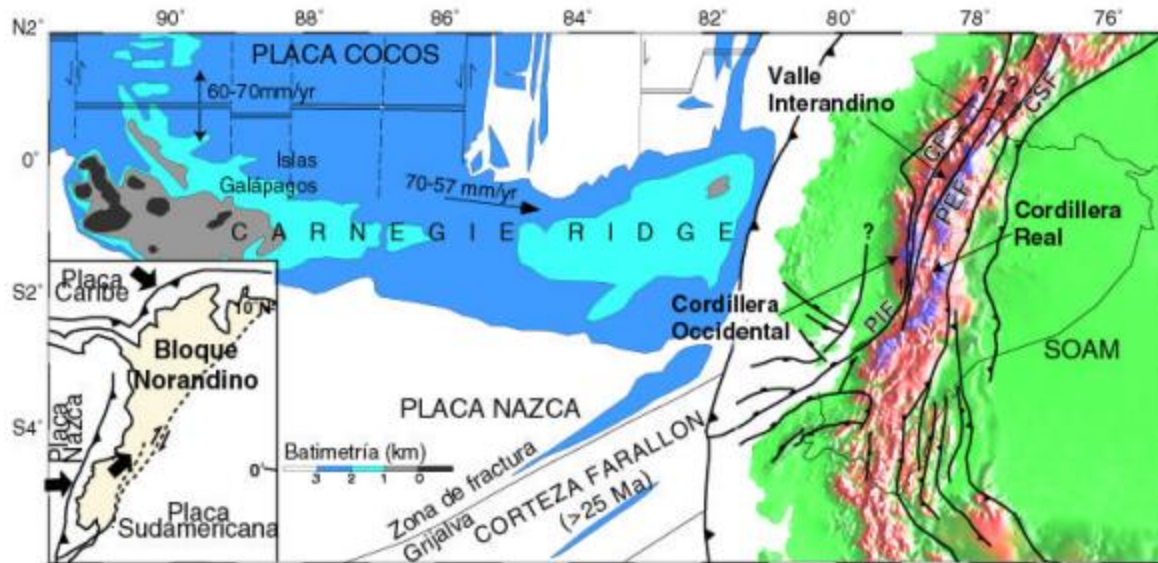 90° 88° 86° 84° 82° 80° 78° 76°
N2°
0°
S2°
S4°
PLACA COCOS
60-70mm/yr
Islas
Galápagos
70-57 mm/yr
CARNEGIE RIDGE
Valle
Interandino
? ?
CSF
CF
PEF
Cordillera
Real
?
Cordillera
Occidental
PIF
SOAM
PLACA NAZCA
Zona de fractura
Grijalva
CORTEZA FARALLON
(>25 Ma)
Batimetría (km)
3 2 1 0
Placa
Caribe
10°N
Bloque
Norandino
Placa
Nazca
0°
Placa
Sudamericana